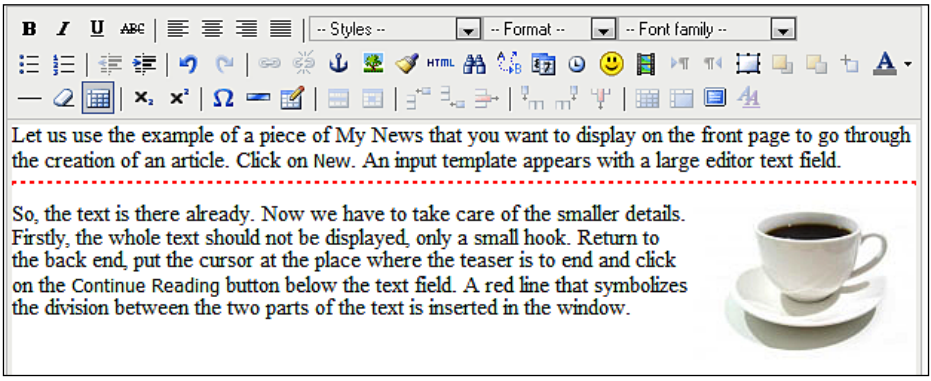 B I U ABC -- Styles -- -- Format -- -- Font family --
HTML A
x₂ x² Ω
Let us use the example of a piece of My News that you want to display on the front page to go through
the creation of an article. Click on New. An input template appears with a large editor text field.
So, the text is there already. Now we have to take care of the smaller details.
Firstly, the whole text should not be displayed, only a small hook. Return to
the back end, put the cursor at the place where the teaser is to end and click
on the Continue Reading button below the text field. A red line that symbolizes
the division between the two parts of the text is inserted in the window.